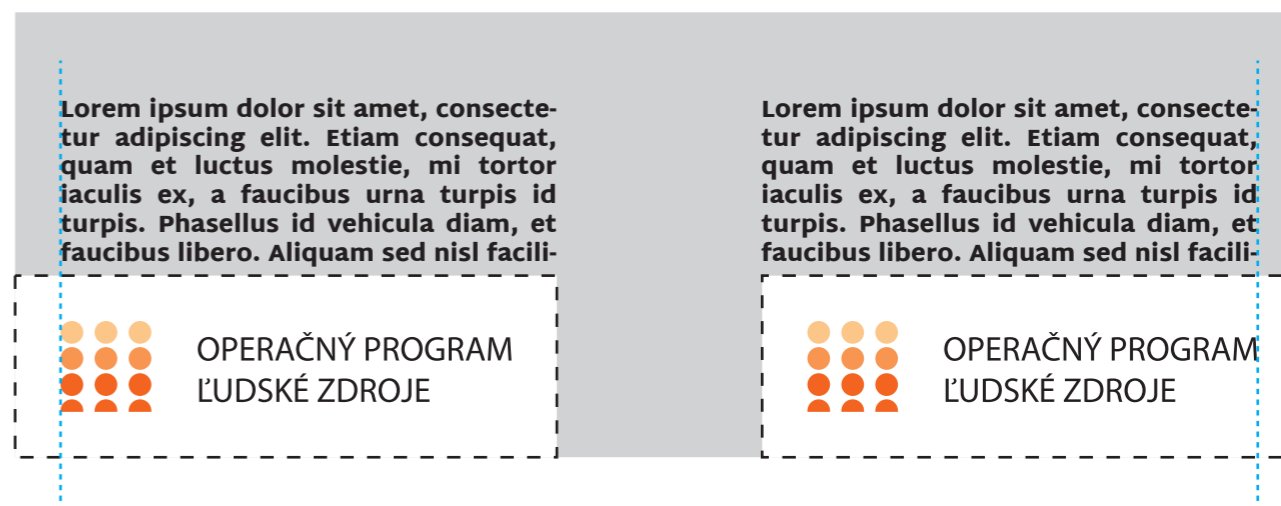 Lorem ipsum dolor sit amet, consecte-
tur adipiscing elit. Etiam consequat,
quam et luctus molestie, mi tortor
iaculis ex, a faucibus urna turpis id
turpis. Phasellus id vehicula diam, et
faucibus libero. Aliquam sed nisl facili-
OPERAČNÝ PROGRAM
ĽUDSKÉ ZDROJE
Lorem ipsum dolor sit amet, consecte-
tur adipiscing elit. Etiam consequat,
quam et luctus molestie, mi tortor
iaculis ex, a faucibus urna turpis id
turpis. Phasellus id vehicula diam, et
faucibus libero. Aliquam sed nisl facili-
OPERAČNÝ PROGRAM
ĽUDSKÉ ZDROJE